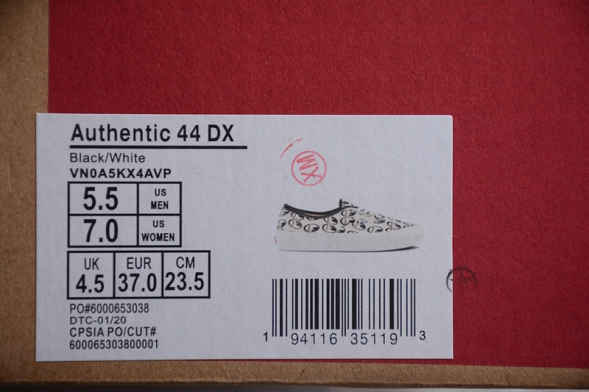 Authentic 44 DX
Black/White
VN0A5KX4AVP
5.5 US MEN
7.0 US WOMEN
UK EUR CM
4.5 37.0 23.5
PO#6000653038
DTC-01/20
CPSIA PO/CUT#
600065303800001
WX
1 94116 35119 3